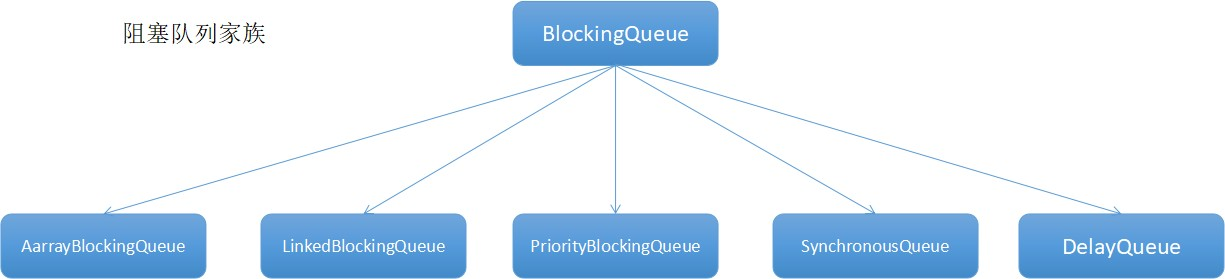 阻塞队列家族
BlockingQueue
AarrayBlockingQueue
LinkedBlockingQueue
PriorityBlockingQueue
SynchronousQueue
DelayQueue